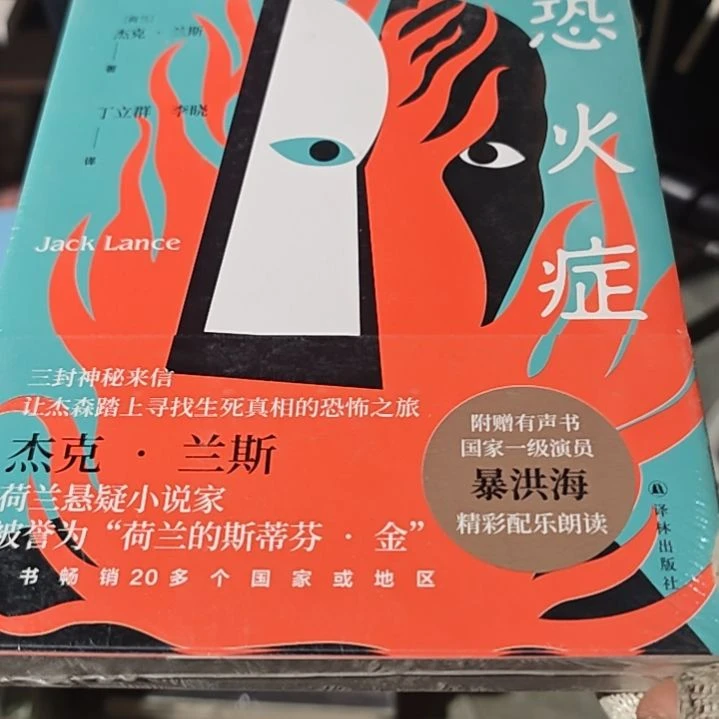 [荷兰]
杰克·兰斯
著
丁立群 李晓
译
恐火症
Jack Lance
三封神秘来信
让杰森踏上寻找生死真相的恐怖之旅
杰克·兰斯
荷兰悬疑小说家
被誉为“荷兰的斯蒂芬·金”
书畅销20多个国家或地区
附赠有声书
国家一级演员
暴洪海
精彩配乐朗读
译林出版社